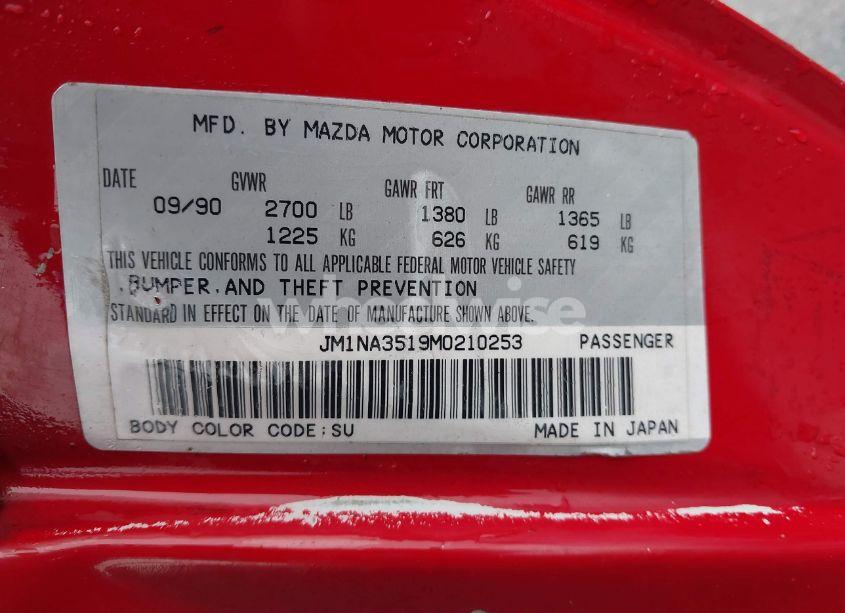 MFD. BY MAZDA MOTOR CORPORATION
DATE GVWR GAWR FRT GAWR RR
09/90 2700 LB 1380 LB 1365 LB
1225 KG 626 KG 619 KG
THIS VEHICLE CONFORMS TO ALL APPLICABLE FEDERAL MOTOR VEHICLE SAFETY
,BUMPER,AND THEFT PREVENTION
STANDARD IN EFFECT ON THE DATE OF MANUFACTURE SHOWN ABOVE.
wheelwise
JM1NA3519M0210253 PASSENGER
BODY COLOR CODE:SU MADE IN JAPAN